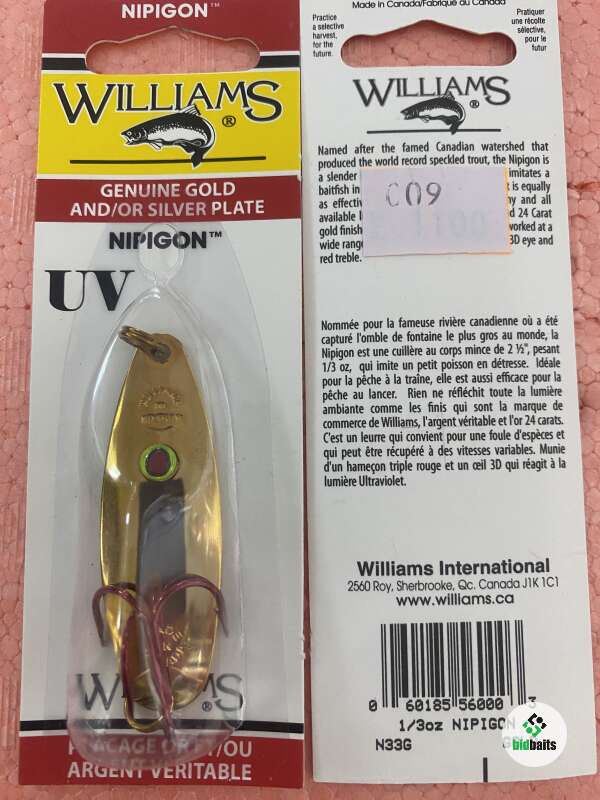 NIPIGON™
WILLIAMS
®
GENUINE GOLD
AND/OR SILVER PLATE
NIPIGON™
UV
WILLIAMS
®
PLACAGE OR ET/OU
ARGENT VÉRITABLE
Made in Canada/Fabriqué au Canada
Practice
a selective
harvest,
for the
future.
Pratiquer
une récolte
sélective,
pour le
futur
WILLIAMS
®
Named after the famed Canadian watershed that
produced the world record speckled trout, the Nipigon is
a slender imitates a
baitfish in t is equally
as effectiv ny and all
available l d 24 Carat
gold finish worked at a
wide rang 3D eye and
red treble.
C09
Nommée pour la fameuse rivière canadienne où a été
capturé l'omble de fontaine le plus gros au monde, la
Nipigon est une cuillère au corps mince de 2 ½", pesant
1/3 oz, qui imite un petit poisson en détresse. Idéale
pour la pêche à la traîne, elle est aussi efficace pour la
pêche au lancer. Rien ne réfléchit toute la lumière
ambiante comme les finis qui sont la marque de
commerce de Williams, l'argent véritable et l'or 24 carats.
C'est un leurre qui convient pour une foule d'espèces et
qui peut être récupéré à des vitesses variables. Munie
d'un hameçon triple rouge et un œil 3D qui réagit à la
lumière Ultraviolet.
Williams International
2560 Roy, Sherbrooke, Qc. Canada J1K 1C1
www.williams.ca
0 60185 56000 3
1/3oz NIPIGON
N33G
bidbaits